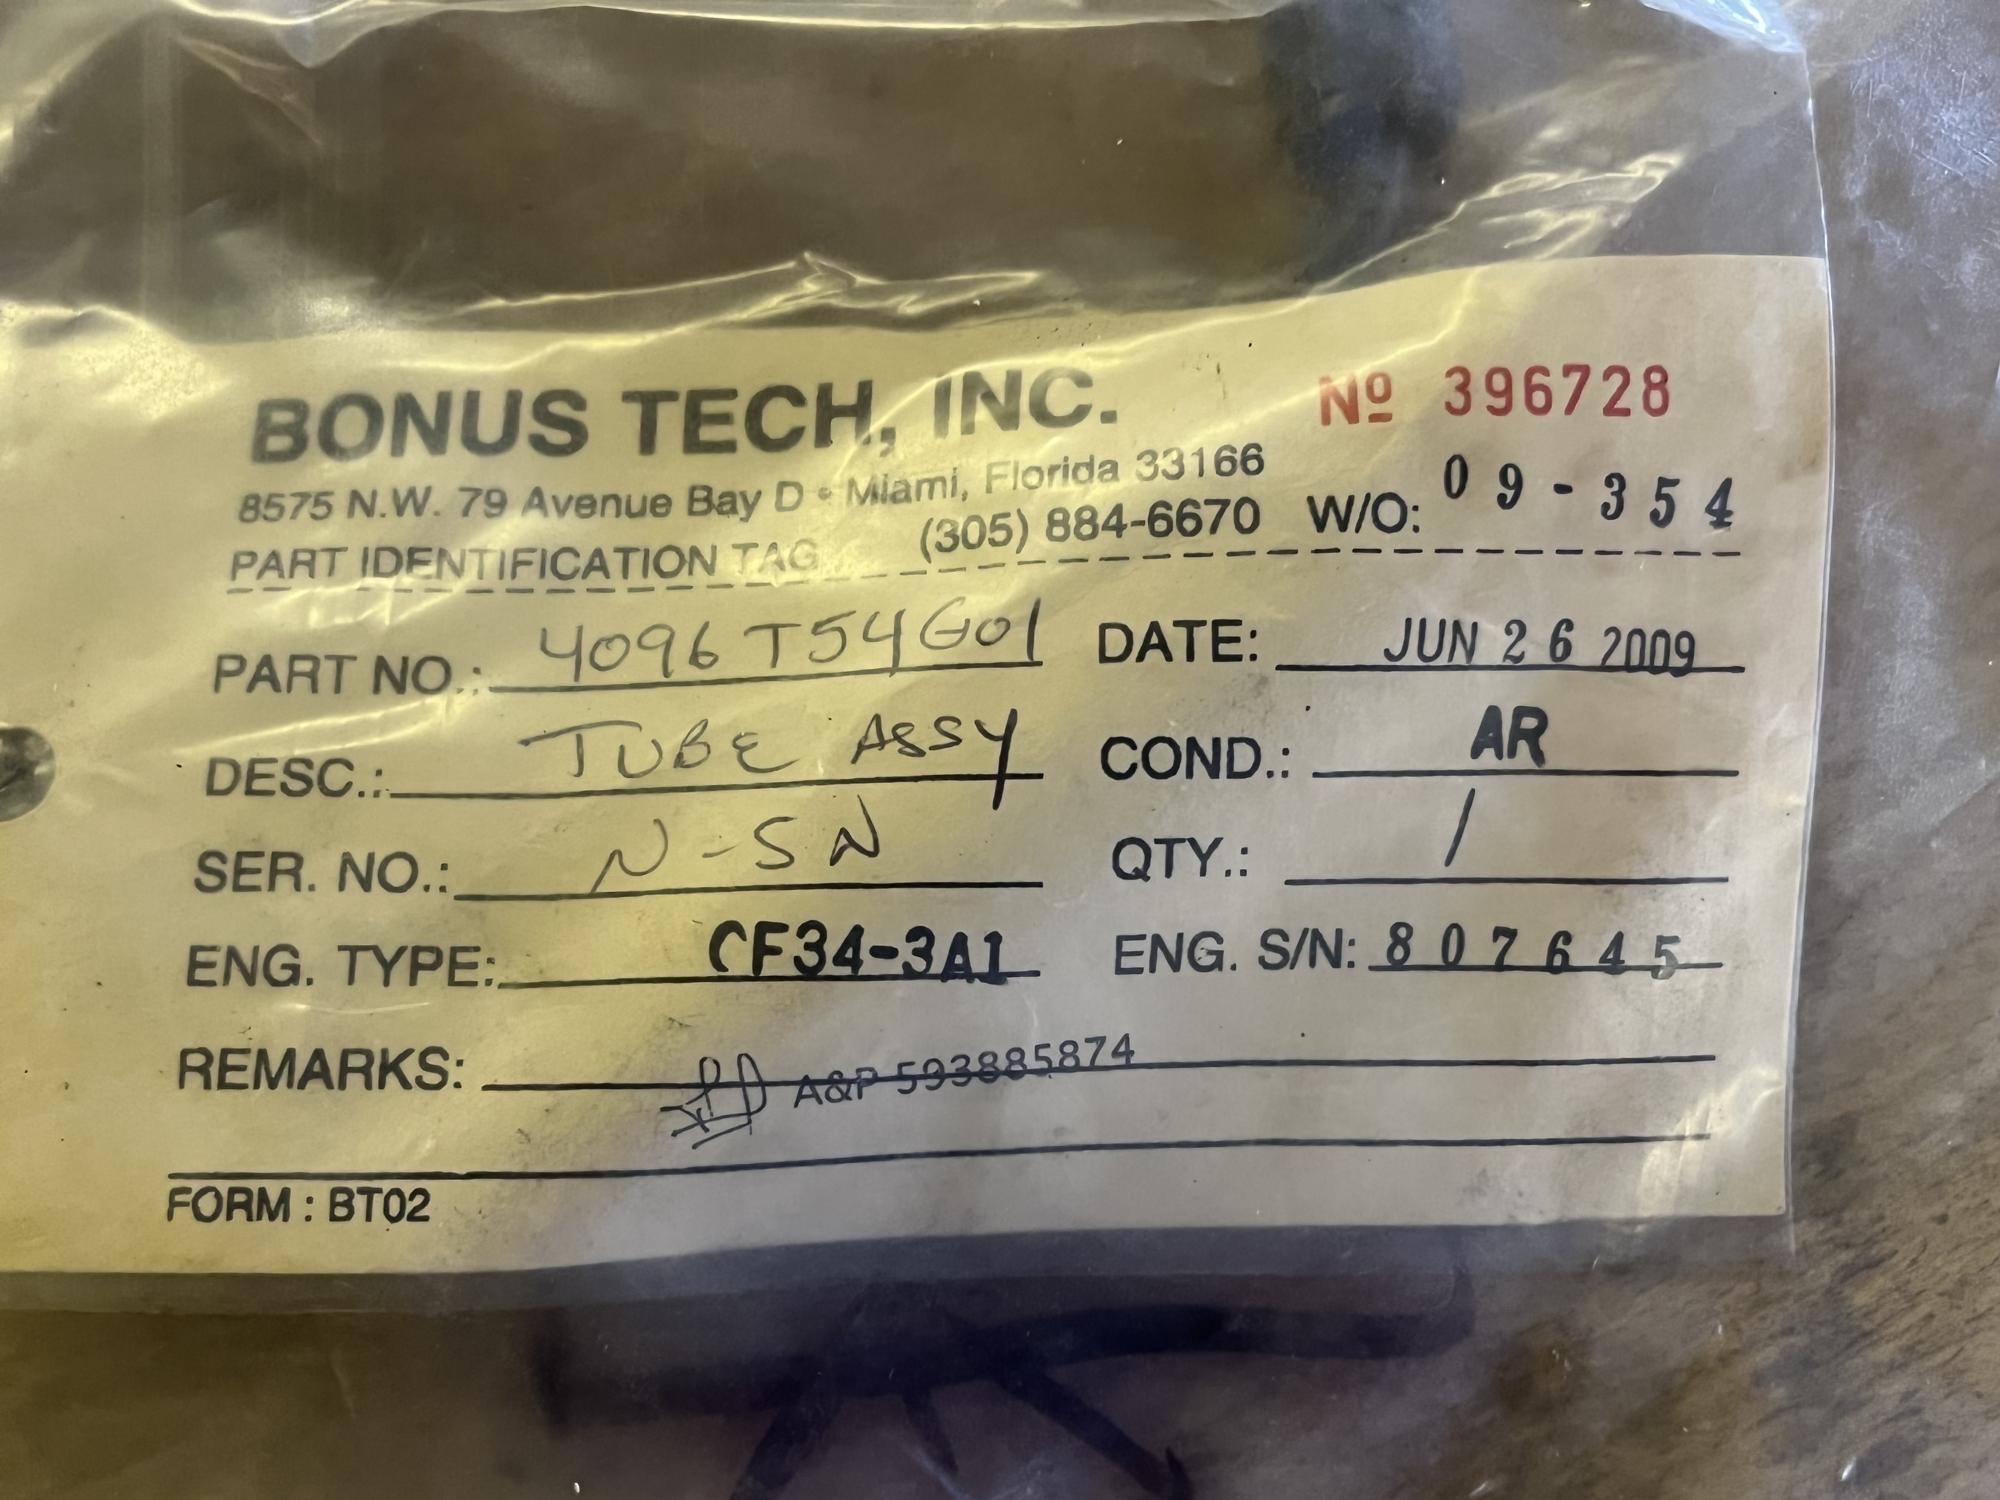 BONUS TECH, INC. Nº 396728
8575 N.W. 79 Avenue Bay D • Miami, Florida 33166
(305) 884-6670 W/O: 09-354
PART IDENTIFICATION TAG
PART NO.: 4096T54G01 DATE: JUN 26 2009
DESC.: TUBE ASSY COND.: AR
SER. NO.: N-SN QTY.: 1
ENG. TYPE: CF34-3A1 ENG. S/N: 807645
REMARKS: A&P 593885874
FORM : BT02